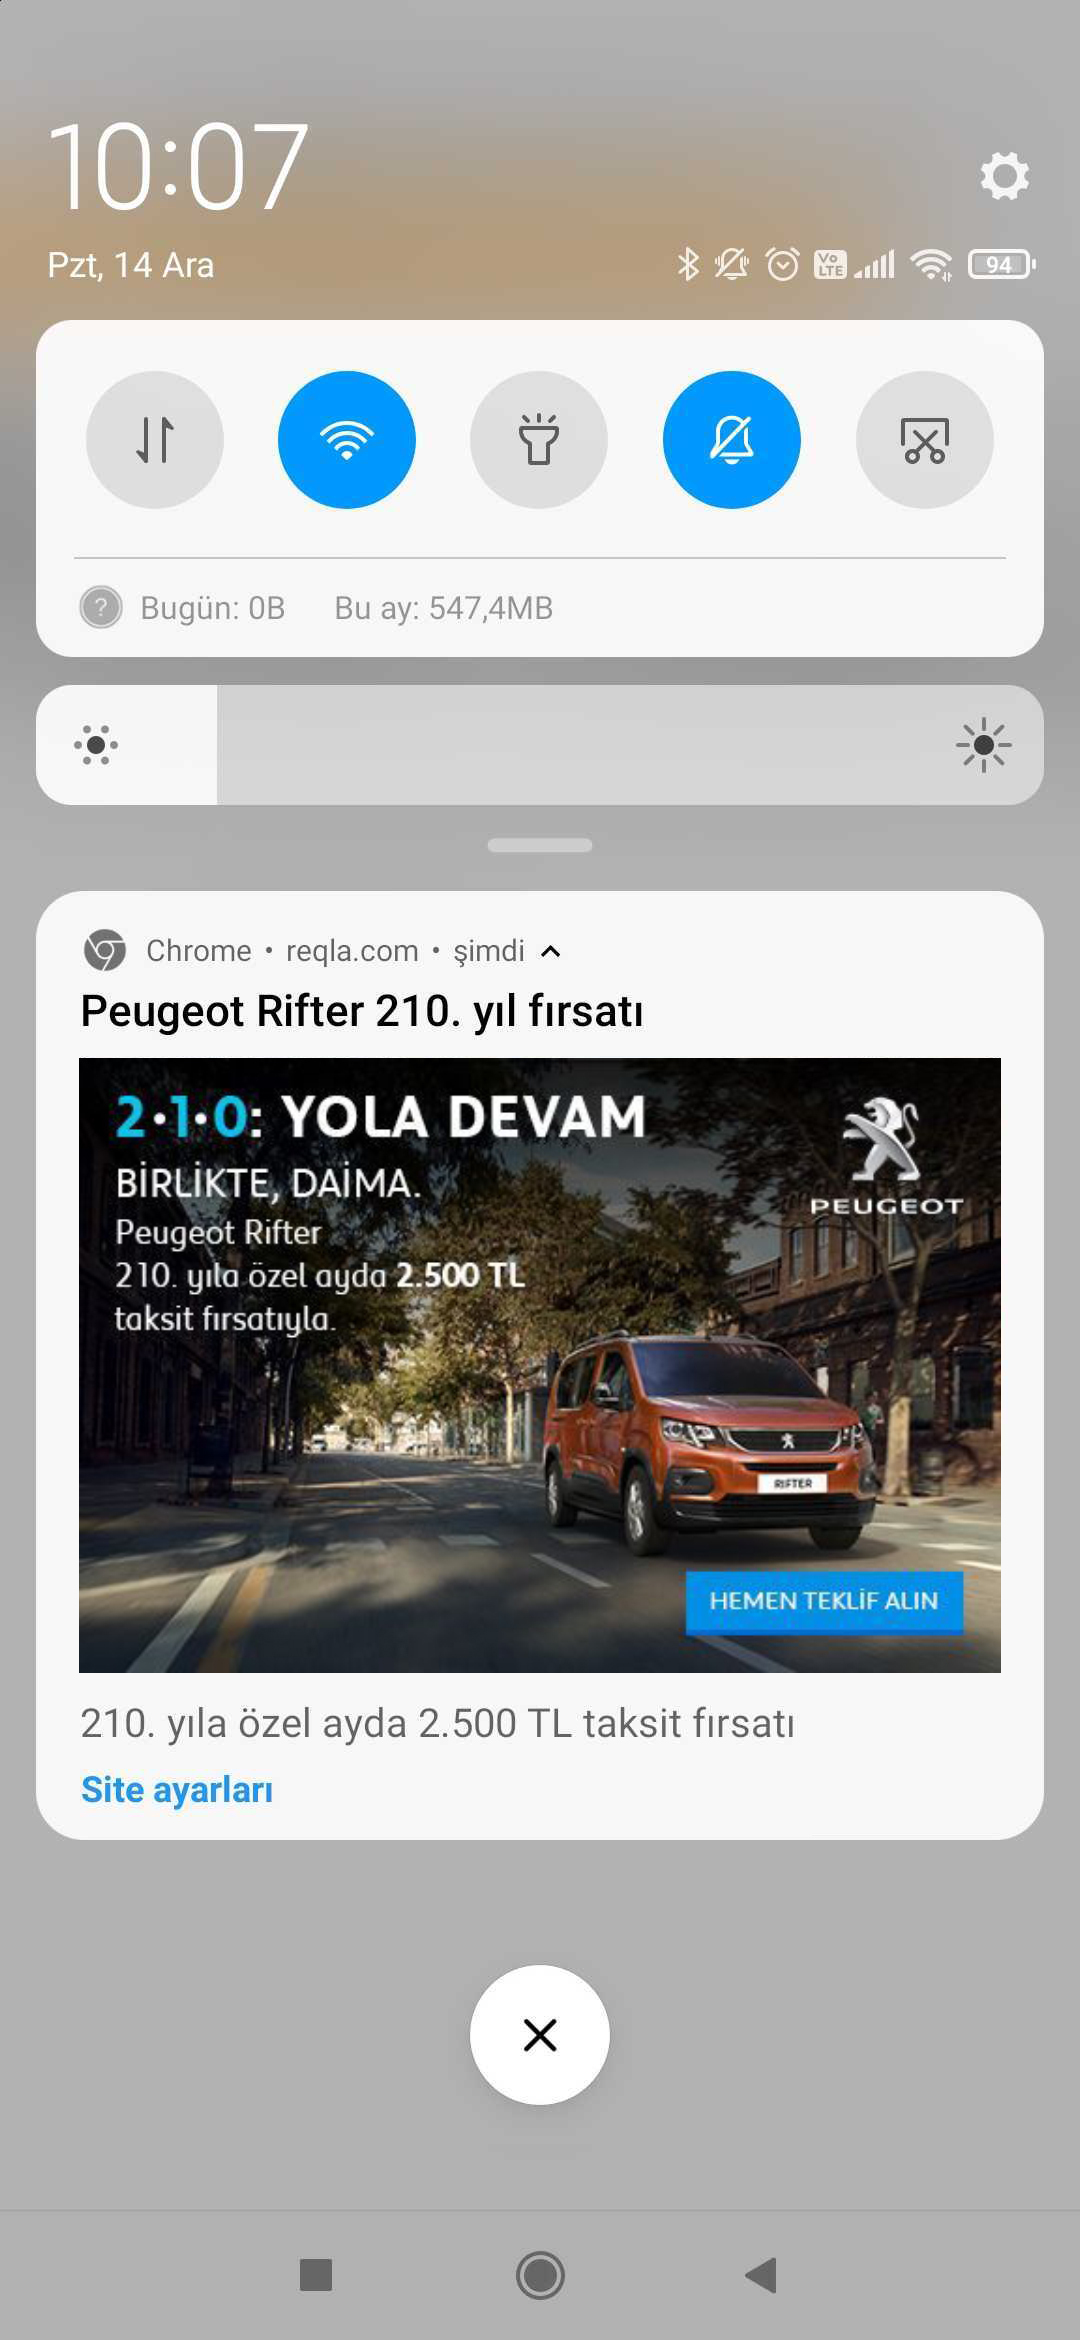 10:07
Pzt, 14 Ara
Vo LTE
94
Bugün: 0B Bu ay: 547,4MB
Chrome • reqla.com • şimdi
Peugeot Rifter 210. yıl fırsatı
2·1·0: YOLA DEVAM
BİRLİKTE, DAİMA.
Peugeot Rifter
210. yıla özel ayda 2.500 TL
taksit fırsatıyla.
PEUGEOT
RIFTER
HEMEN TEKLİF ALIN
210. yıla özel ayda 2.500 TL taksit fırsatı
Site ayarları